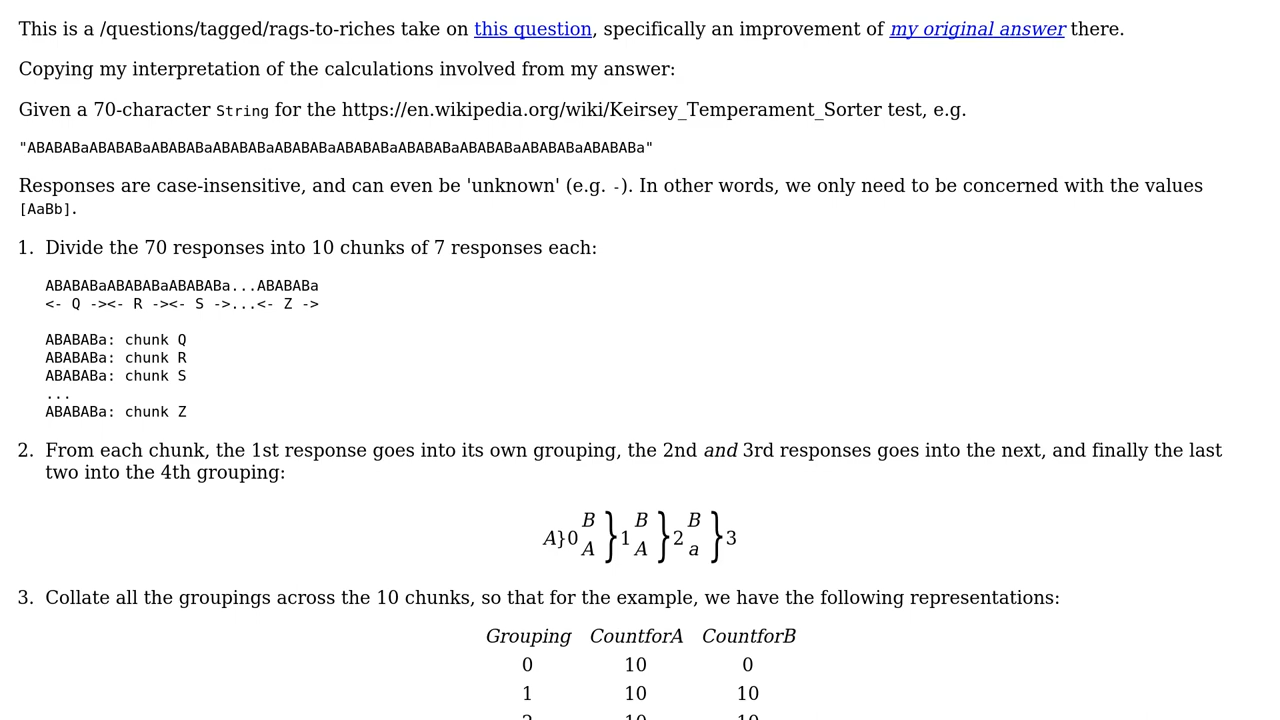 This is a /questions/tagged/rags-to-riches take on this question, specifically an improvement of my original answer there.
Copying my interpretation of the calculations involved from my answer:
Given a 70-character String for the https://en.wikipedia.org/wiki/Keirsey_Temperament_Sorter test, e.g.
"ABABABaABABABaABABABaABABABaABABABaABABABaABABABaABABABaABABABaABABABa"
Responses are case-insensitive, and can even be 'unknown' (e.g. -). In other words, we only need to be concerned with the values
[AaBb].
1. Divide the 70 responses into 10 chunks of 7 responses each:
ABABABaABABABaABABABa...ABABABa
<- Q -><- R -><- S ->...<- Z ->
ABABABa: chunk Q
ABABABa: chunk R
ABABABa: chunk S
...
ABABABa: chunk Z
2. From each chunk, the 1st response goes into its own grouping, the 2nd and 3rd responses goes into the next, and finally the last
two into the 4th grouping:
B B B
A}0 }1 }2 }3
A A a
3. Collate all the groupings across the 10 chunks, so that for the example, we have the following representations:
Grouping CountforA CountforB
0 10 0
1 10 10
2 10 10